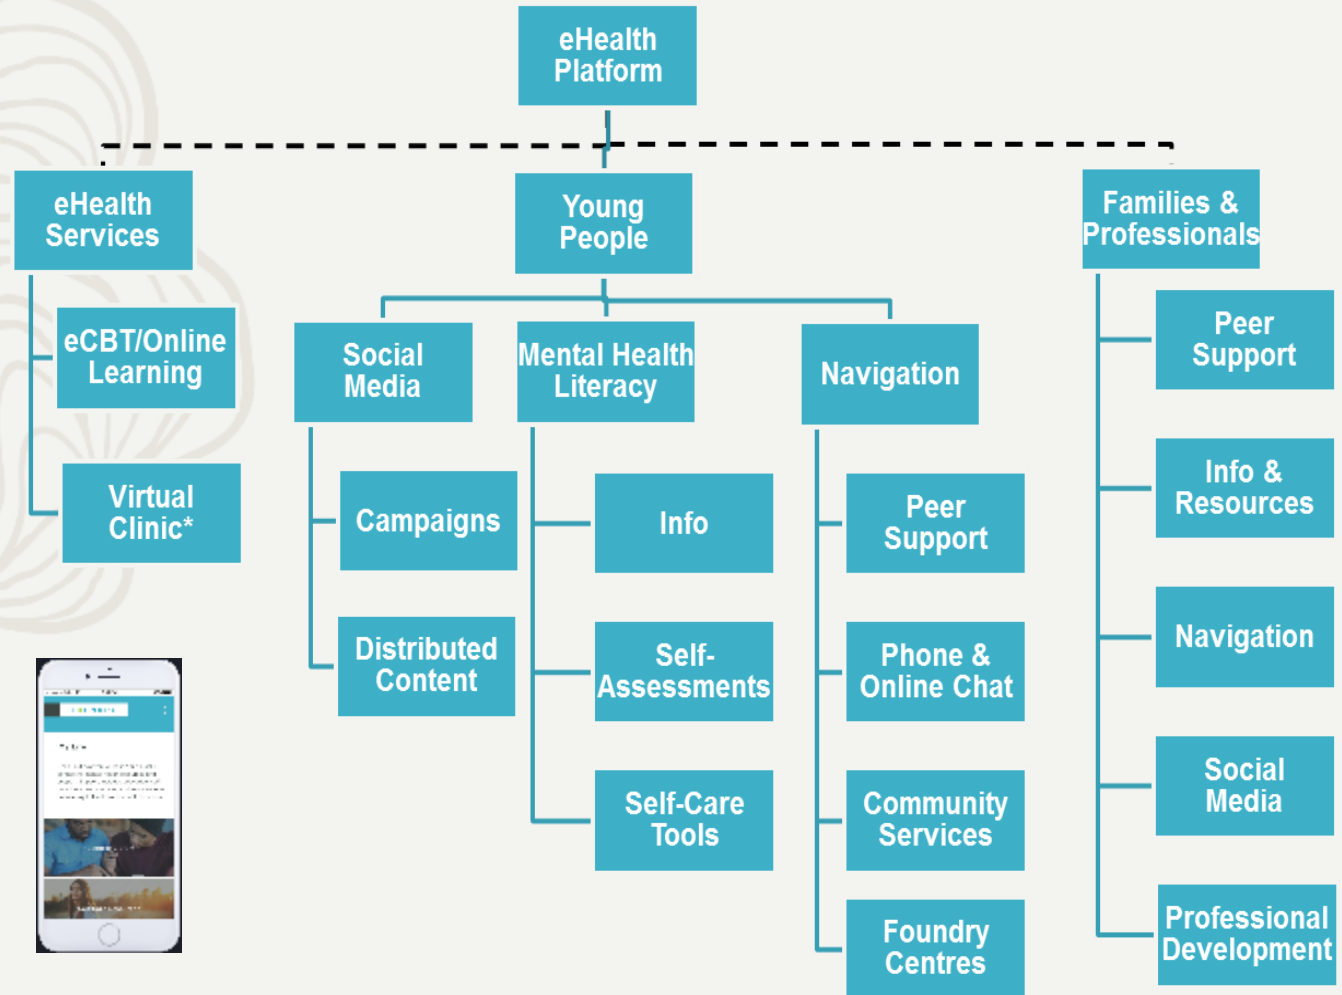 eHealth
Platform
eHealth
Services
Young
People
Families &
Professionals
eCBT/Online
Learning
Virtual
Clinic*
Social
Media
Mental Health
Literacy
Navigation
Campaigns
Distributed
Content
Info
Self-
Assessments
Self-Care
Tools
Peer
Support
Phone &
Online Chat
Community
Services
Foundry
Centres
Peer
Support
Info &
Resources
Navigation
Social
Media
Professional
Development